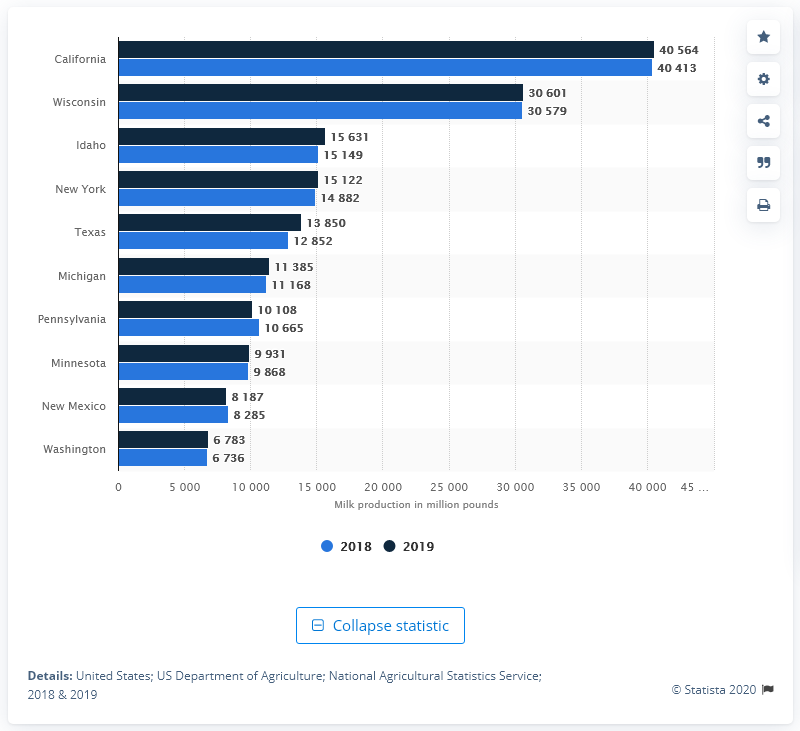 California
40 564
40 413
Wisconsin
30 601
30 579
Idaho
15 631
15 149
New York
15 122
14 882
Texas
13 850
12 852
Michigan
11 385
11 168
Pennsylvania
10 108
10 665
Minnesota
9 931
9 868
New Mexico
8 187
8 285
Washington
6 783
6 736
0 5 000 10 000 15 000 20 000 25 000 30 000 35 000 40 000 45 ...
Milk production in million pounds
2018 2019
Collapse statistic
Details: United States; US Department of Agriculture; National Agricultural Statistics Service;
2018 & 2019
© Statista 2020